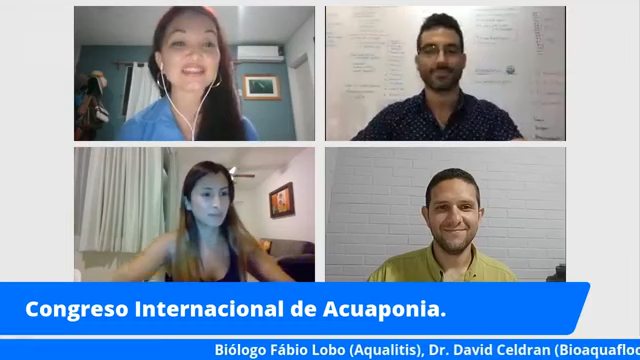 Congreso Internacional de Acuaponia.
Biólogo Fábio Lobo (Aqualitis), Dr. David Celdran (Bioaquafloc